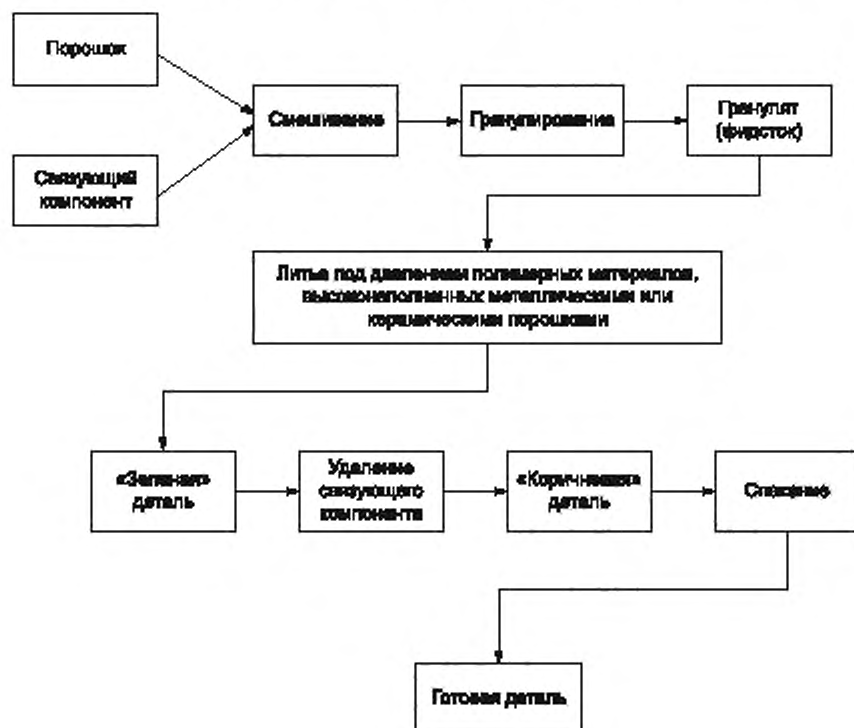 Порошок
Связующий
компонент
Смешивание
Гранулирование
Гранулят
(фидсток)
Литье под давлением полимерных материалов,
высоконаполненных металлическими или
керамическими порошками
«Зеленая»
деталь
Удаление
связующего
компонента
«Коричневая»
деталь
Спекание
Готовая деталь